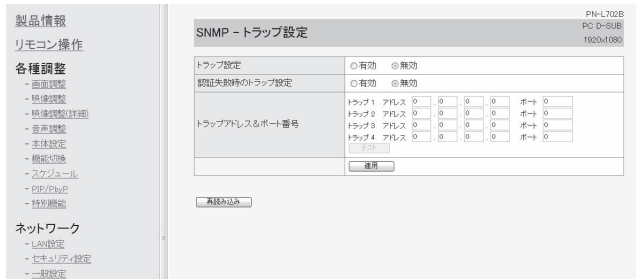 製品情報
リモコン操作
各種調整
- 画面調整
- 映像調整
- 映像調整(詳細)
- 音声調整
- 本体設定
- 機能切換
- スケジュール
- PIP/PbyP
- 特別機能
ネットワーク
- LAN設定
- セキュリティ設定
- 一般設定
SNMP - トラップ設定
PN-L702B
PC D-SUB
1920x1080
トラップ設定 有効 無効
認証失敗時のトラップ設定 有効 無効
トラップアドレス&ポート番号
トラップ 1 アドレス 0 . 0 . 0 . 0 ポート 0
トラップ 2 アドレス 0 . 0 . 0 . 0 ポート 0
トラップ 3 アドレス 0 . 0 . 0 . 0 ポート 0
トラップ 4 アドレス 0 . 0 . 0 . 0 ポート 0
テスト
適用
再読み込み